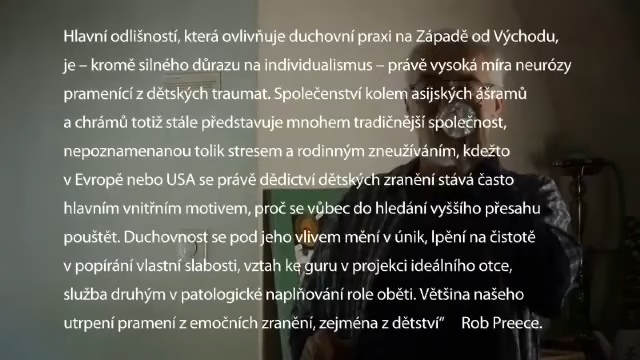 Hlavní odlišností, která ovlivňuje duchovní praxi na Západě od Východu,
je – kromě silného důrazu na individualismus – právě vysoká míra neurózy
pramenící z dětských traumat. Společenství kolem asijských ášramů
a chrámů totiž stále představuje mnohem tradičnější společnost,
nepoznamenanou tolik stresem a rodinným zneužíváním, kdežto
v Evropě nebo USA se právě dědictví dětských zranění stává často
hlavním vnitřním motivem, proč se vůbec do hledání vyššího přesahu
pouštět. Duchovnost se pod jeho vlivem mění v únik, lpění na čistotě
v popírání vlastní slabosti, vztah ke guru v projekci ideálního otce,
služba druhým v patologické naplňování role oběti. Většina našeho
utrpení pramení z emočních zranění, zejména z dětství“ Rob Preece.